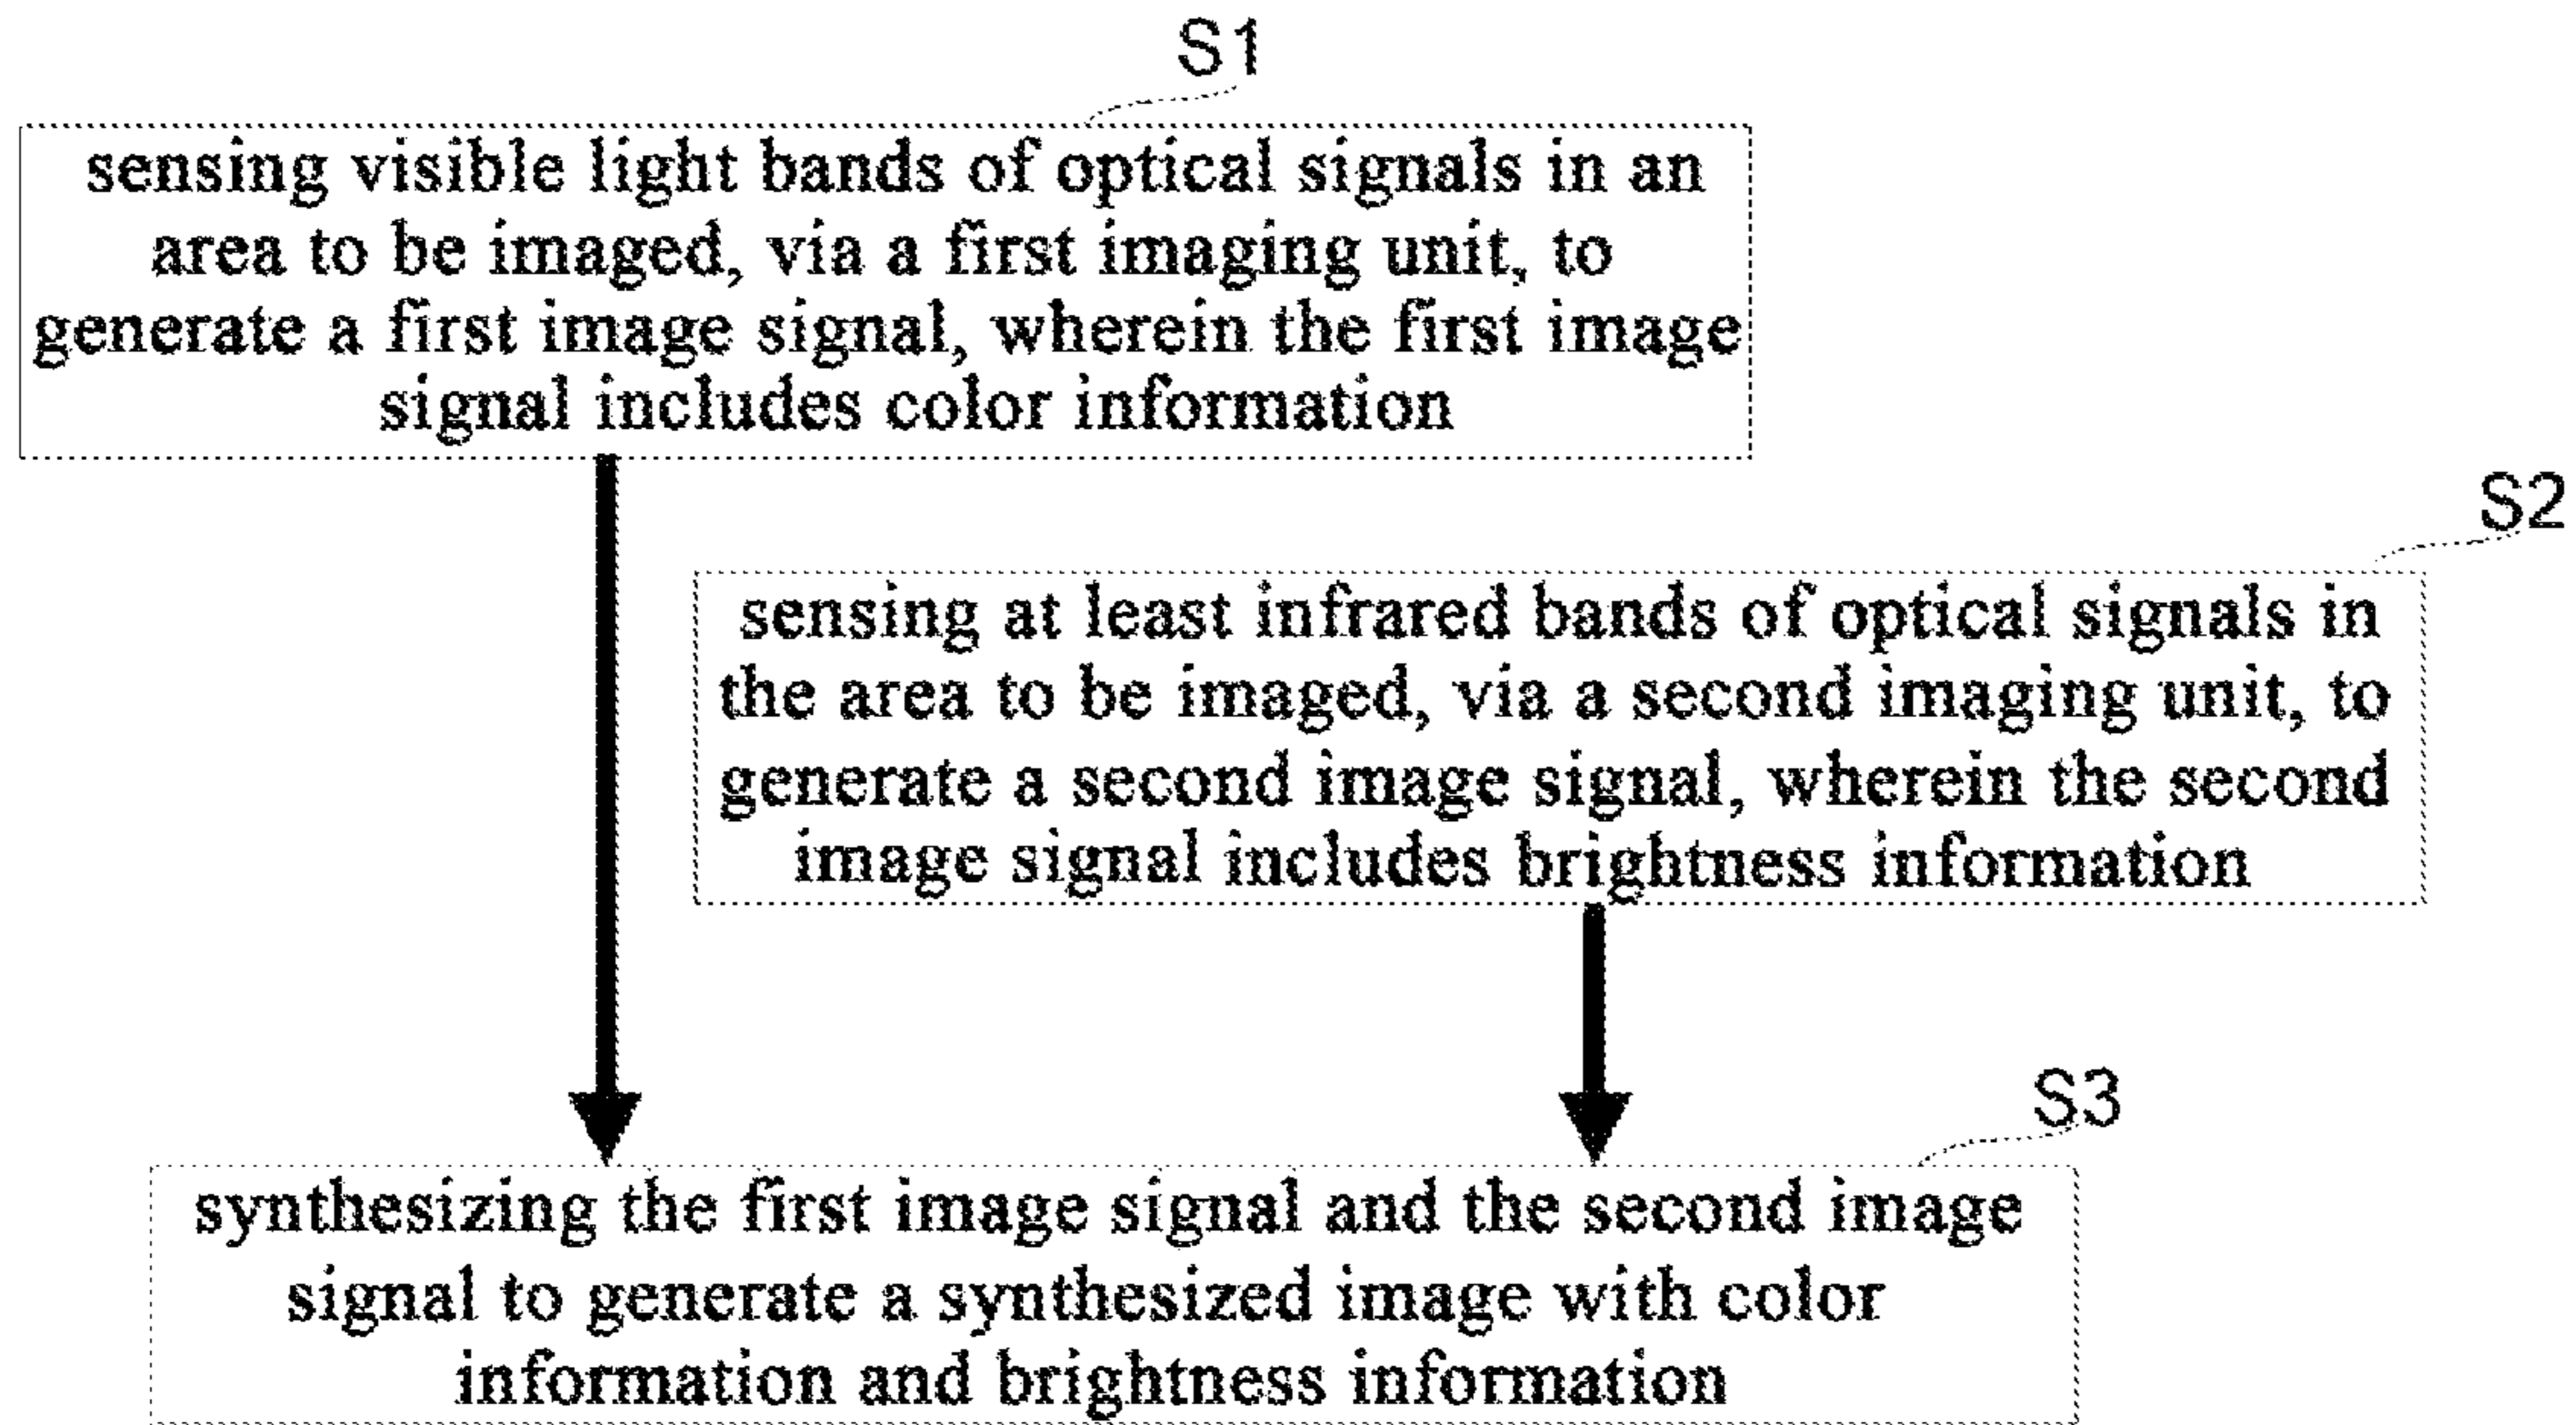 S1
sensing visible light bands of optical signals in an
area to be imaged, via a first imaging unit, to
generate a first image signal, wherein the first image
signal includes color information
S2
sensing at least infrared bands of optical signals in
the area to be imaged, via a second imaging unit, to
generate a second image signal, wherein the second
image signal includes brightness information
S3
synthesizing the first image signal and the second image
signal to generate a synthesized image with color
information and brightness information